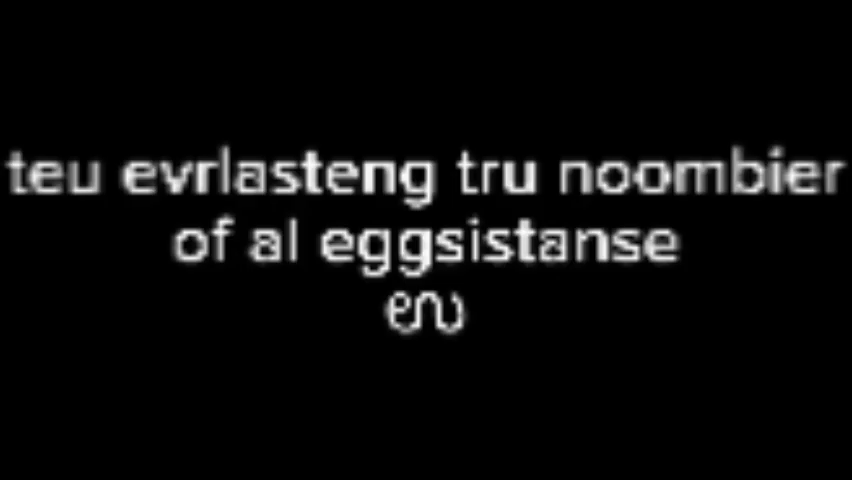 teu evrlasteng tru noombier
of al eggsistanse